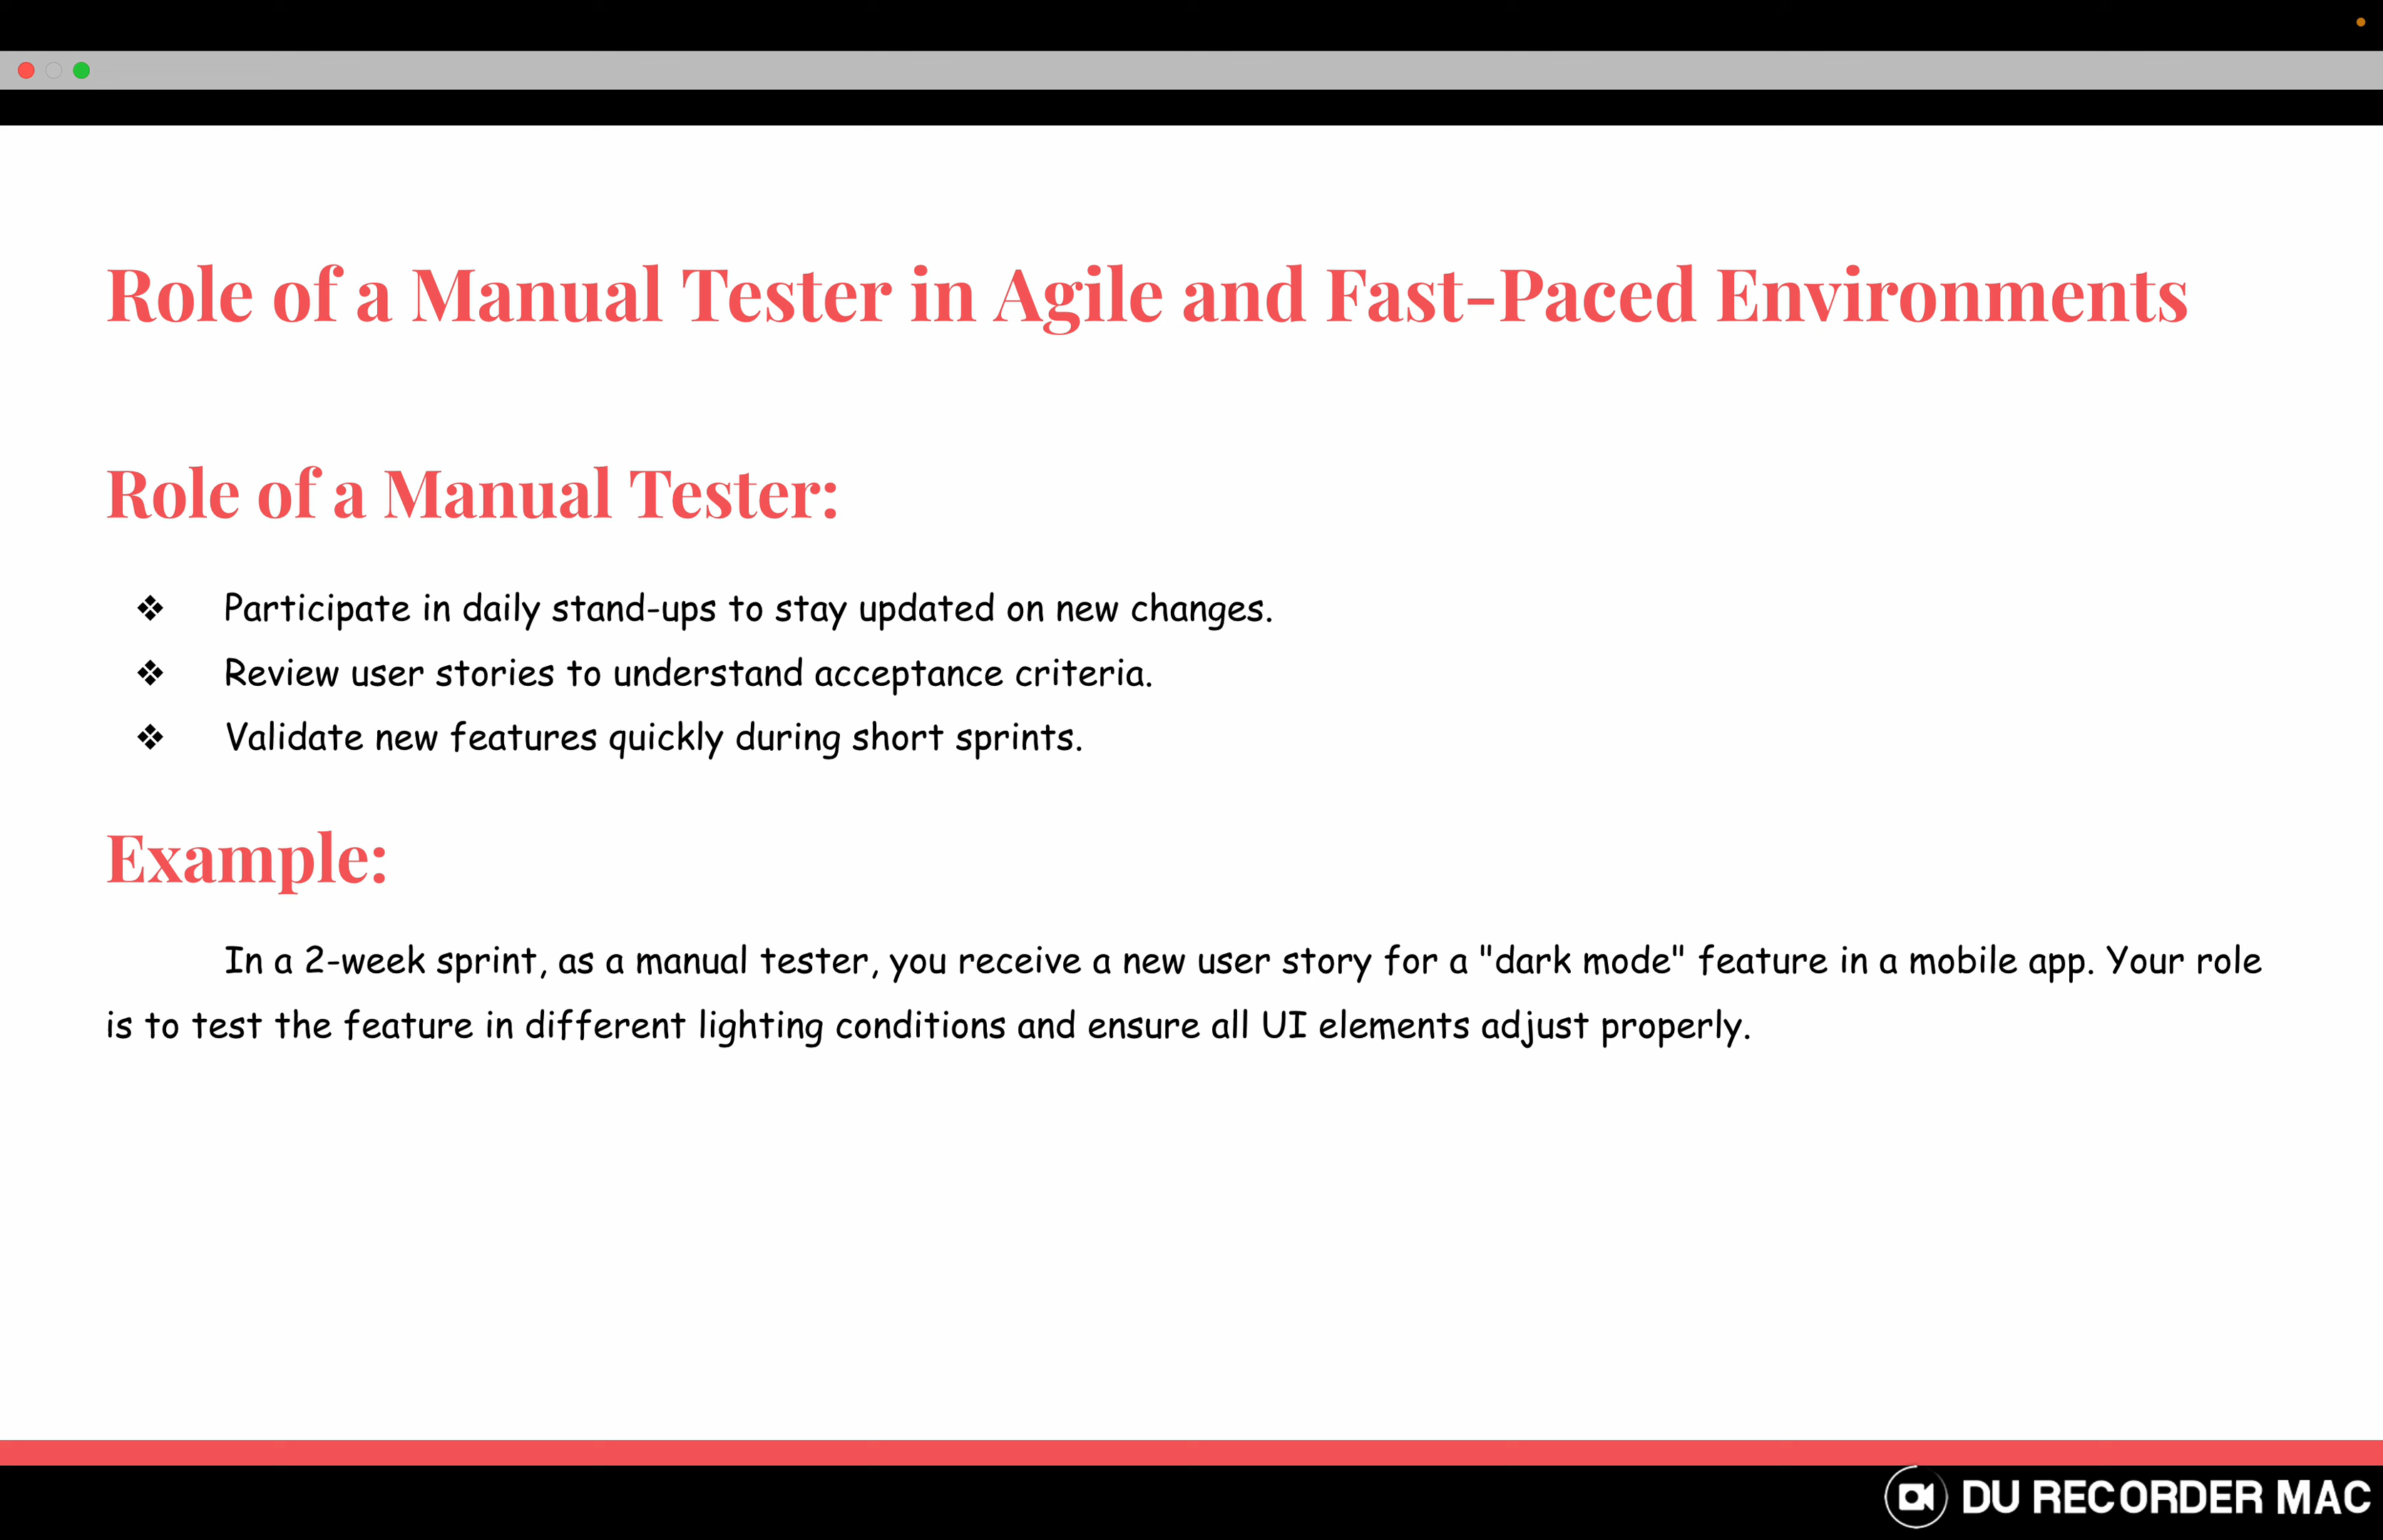 Role of a Manual Tester in Agile and Fast-Paced Environments
Role of a Manual Tester:
❖ Participate in daily stand-ups to stay updated on new changes.
❖ Review user stories to understand acceptance criteria.
❖ Validate new features quickly during short sprints.
Example:
In a 2-week sprint, as a manual tester, you receive a new user story for a "dark mode" feature in a mobile app. Your role
is to test the feature in different lighting conditions and ensure all UI elements adjust properly.
DU RECORDER MAC